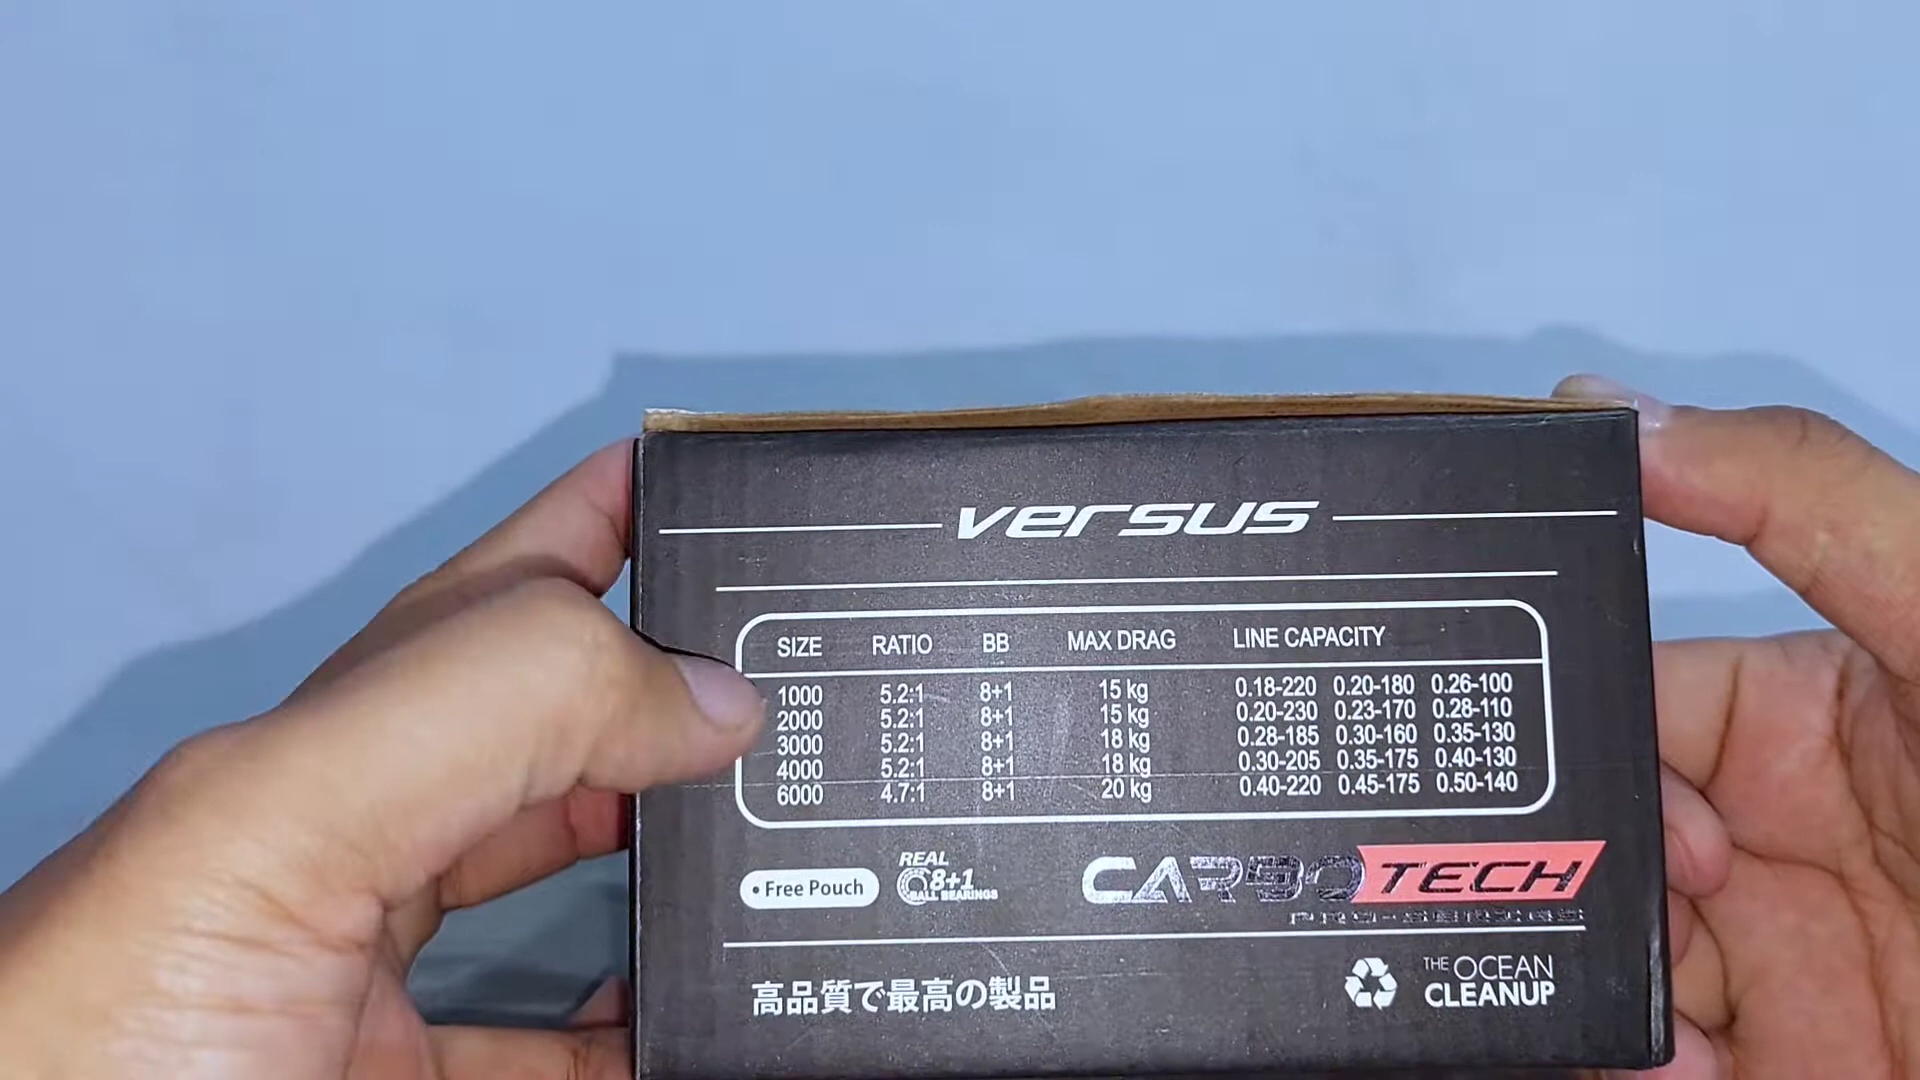 versus
SIZE RATIO BB MAX DRAG LINE CAPACITY
1000 5.2:1 8+1 15 kg 0.18-220 0.20-180 0.26-100
2000 5.2:1 8+1 15 kg 0.20-230 0.23-170 0.28-110
3000 5.2:1 8+1 18 kg 0.28-185 0.30-160 0.35-130
4000 5.2:1 8+1 18 kg 0.30-205 0.35-175 0.40-130
6000 4.7:1 8+1 20 kg 0.40-220 0.45-175 0.50-140
• Free Pouch
REAL
8+1
BALL BEARINGS
CARBO TECH
PRO-SERIES
高品質で最高の製品
THE OCEAN
CLEANUP